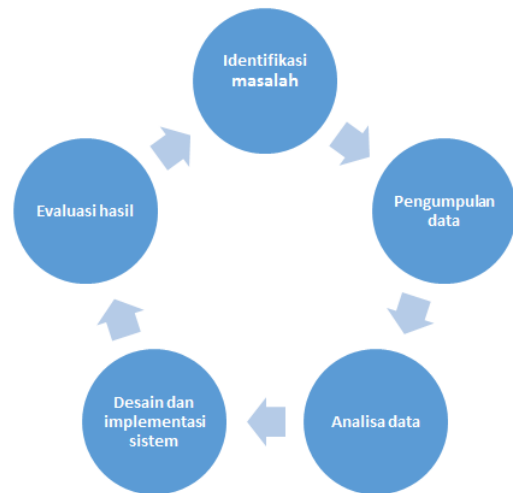 Identifikasi
masalah
Pengumpulan
data
Analisa data
Desain dan
implementasi
sistem
Evaluasi hasil